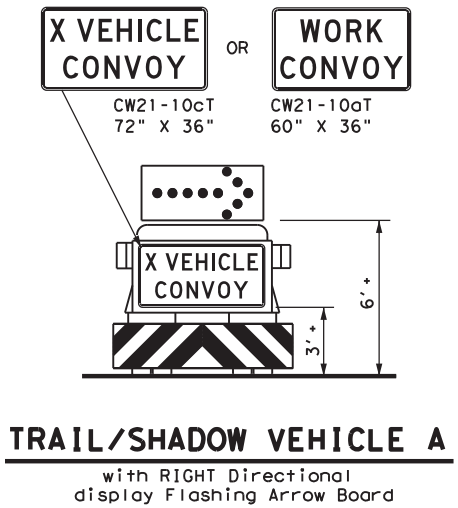 X VEHICLE
CONVOY
OR
WORK
CONVOY
CW21-10cT
72" X 36"
CW21-10aT
60" X 36"
X VEHICLE
CONVOY
6' +
3' +
TRAIL/SHADOW VEHICLE A
with RIGHT Directional
display Flashing Arrow Board